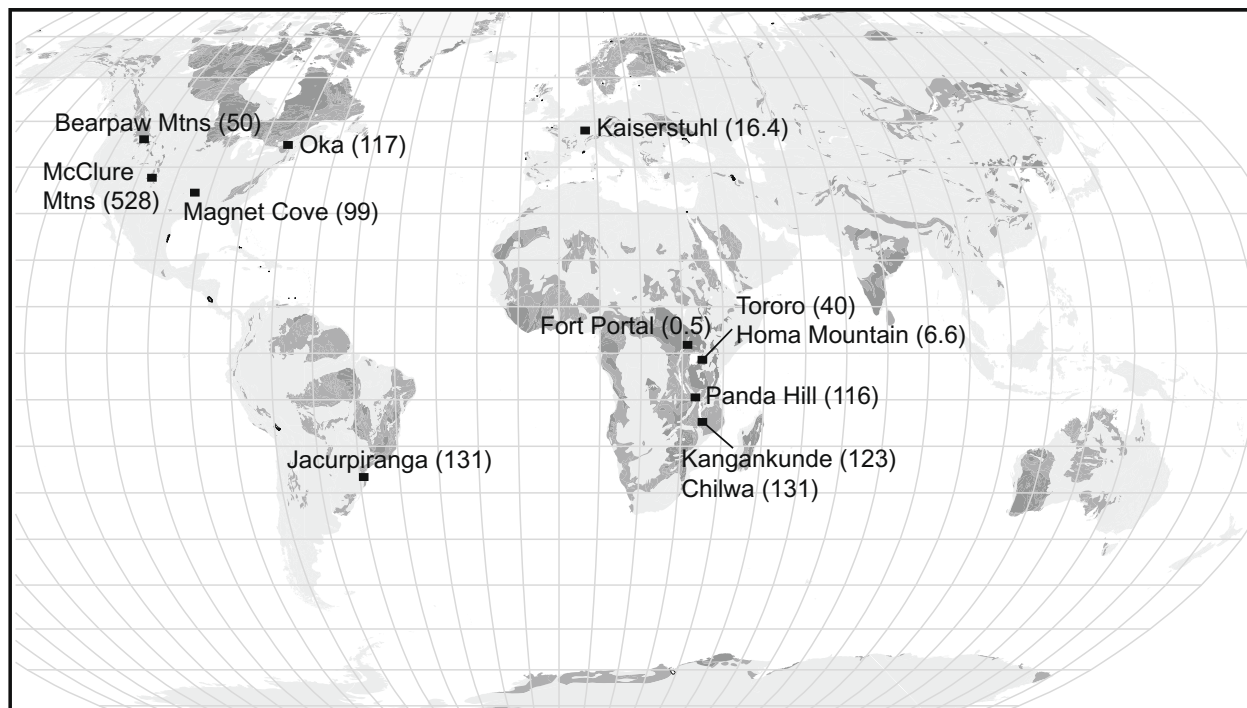 Bearpaw Mtns (50)
Oka (117)
Kaiserstuhl (16.4)
McClure
Mtns (528)
Magnet Cove (99)
Tororo (40)
Fort Portal (0.5)
Homa Mountain (6.6)
Panda Hill (116)
Jacurpiranga (131)
Kangankunde (123)
Chilwa (131)